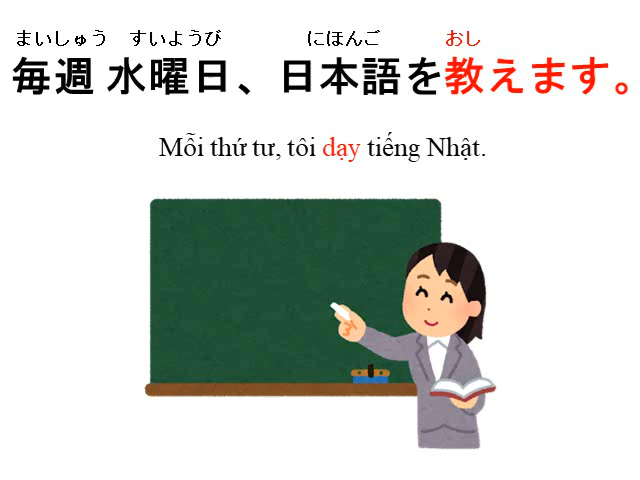 まいしゅう すいようび にほんご おし
毎週 水曜日、日本語を教えます。
Mỗi thứ tư, tôi dạy tiếng Nhật.